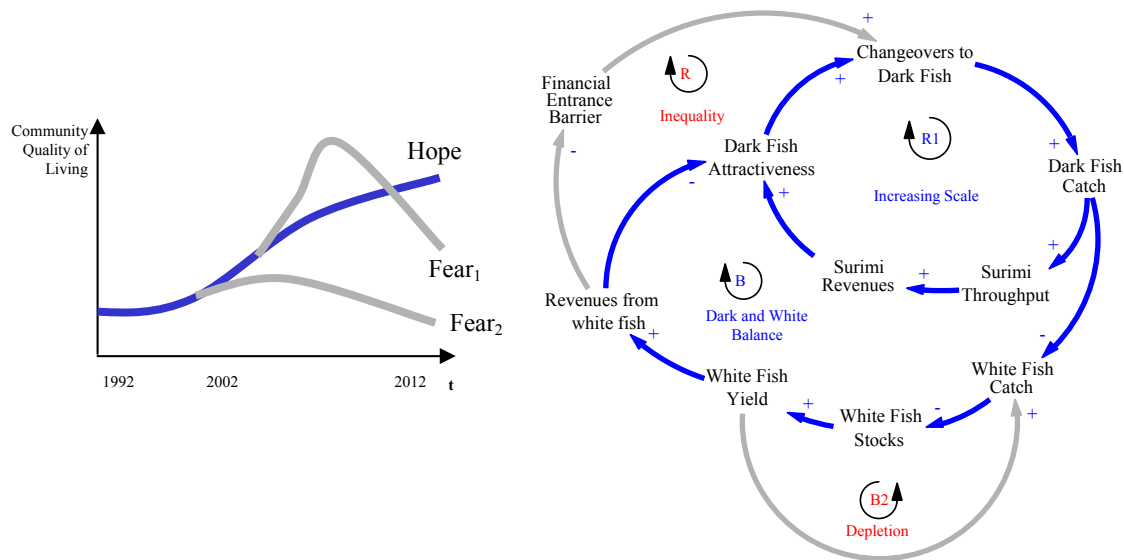 Community
Quality of
Living
Hope
Fear1
Fear2
1992
2002
2012
t
+
Changeovers to
Dark Fish
Financial
Entrance
Barrier
R
Inequality
+
R1
Increasing Scale
-
Dark Fish
Attractiveness
-
+
+
Dark Fish
Catch
+
Surimi
Revenues
+
Surimi
Throughput
B
Dark and White
Balance
Revenues from
white fish
+
-
White Fish
Yield
+
White Fish
Stocks
-
White Fish
Catch
+
B2
Depletion